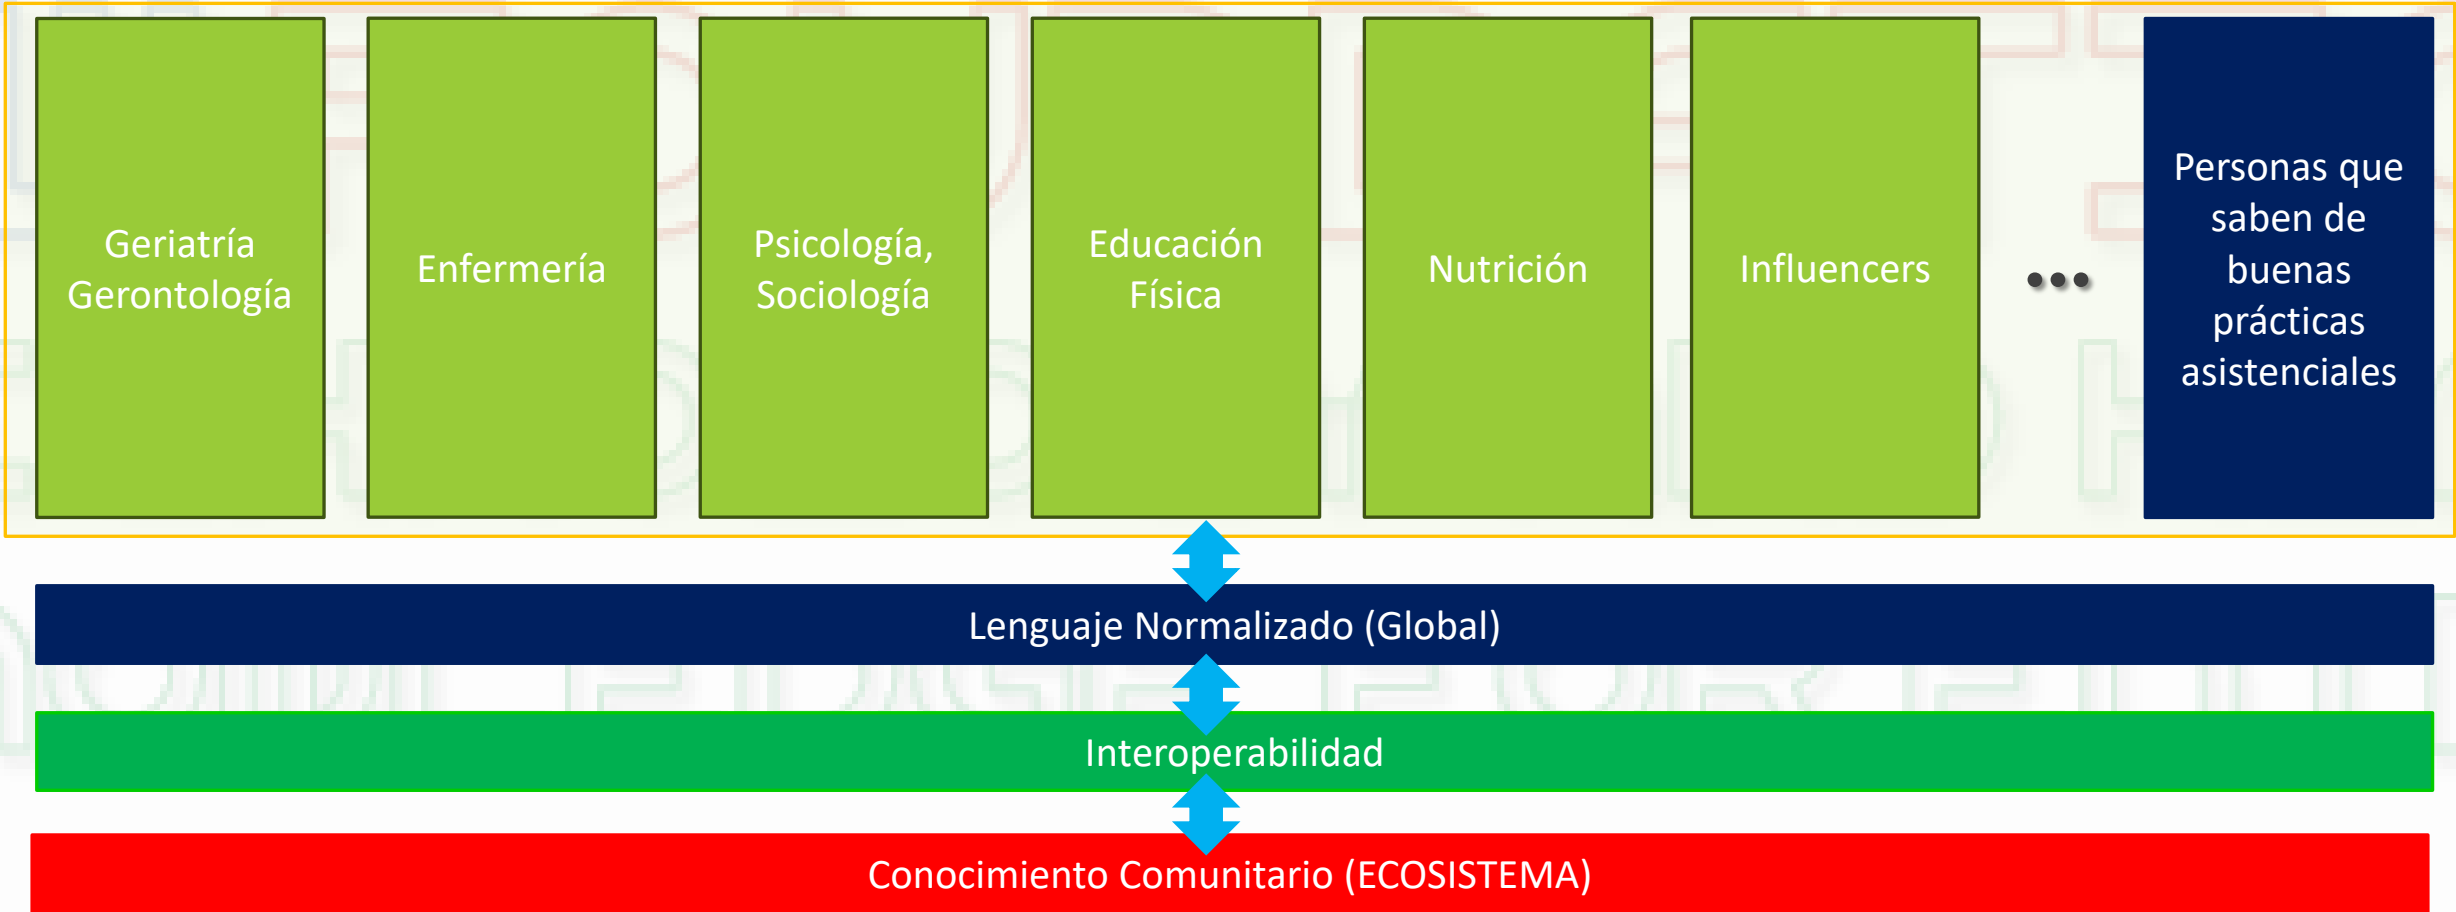 Geriatría
Gerontología
Enfermería
Psicología,
Sociología
Educación
Física
Nutrición
Influencers
...
Personas que
saben de
buenas
prácticas
asistenciales
Lenguaje Normalizado (Global)
Interoperabilidad
Conocimiento Comunitario (ECOSISTEMA)